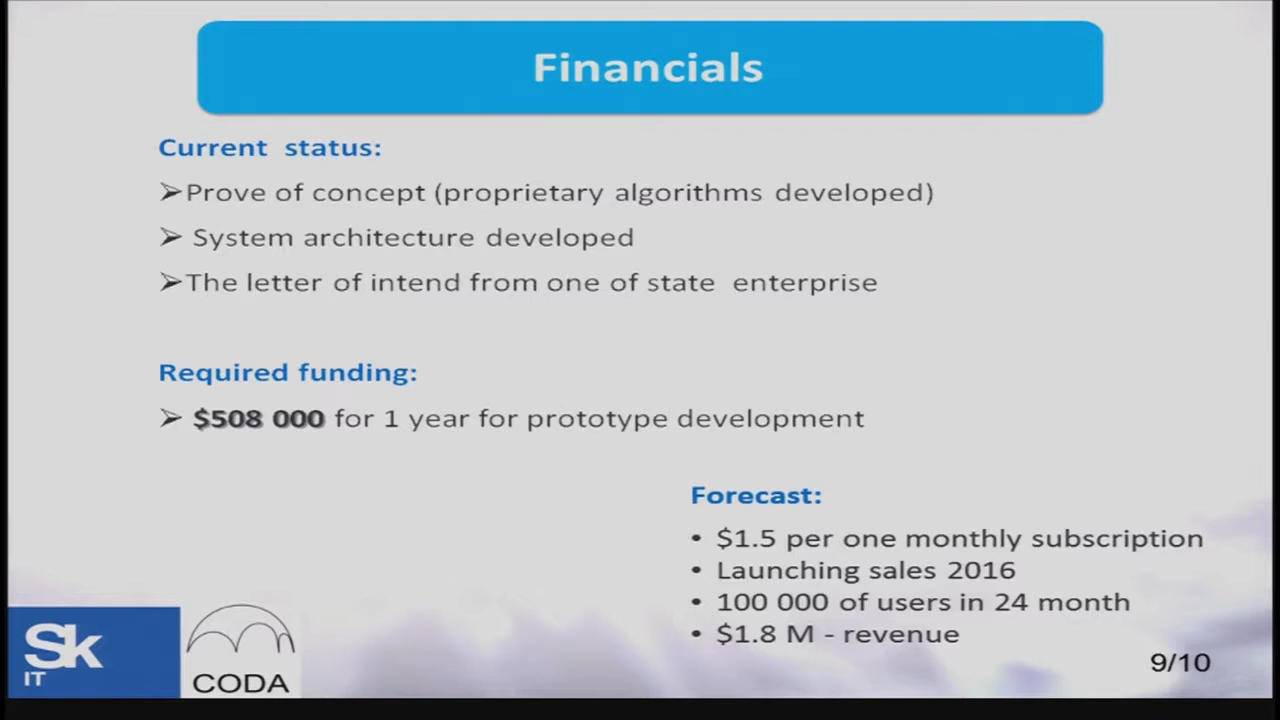 Financials
Current status:
➢Prove of concept (proprietary algorithms developed)
➢ System architecture developed
➢The letter of intend from one of state enterprise
Required funding:
➢ $508 000 for 1 year for prototype development
Forecast:
• $1.5 per one monthly subscription
• Launching sales 2016
• 100 000 of users in 24 month
• $1.8 M - revenue
Sk
IT
CODA
9/10